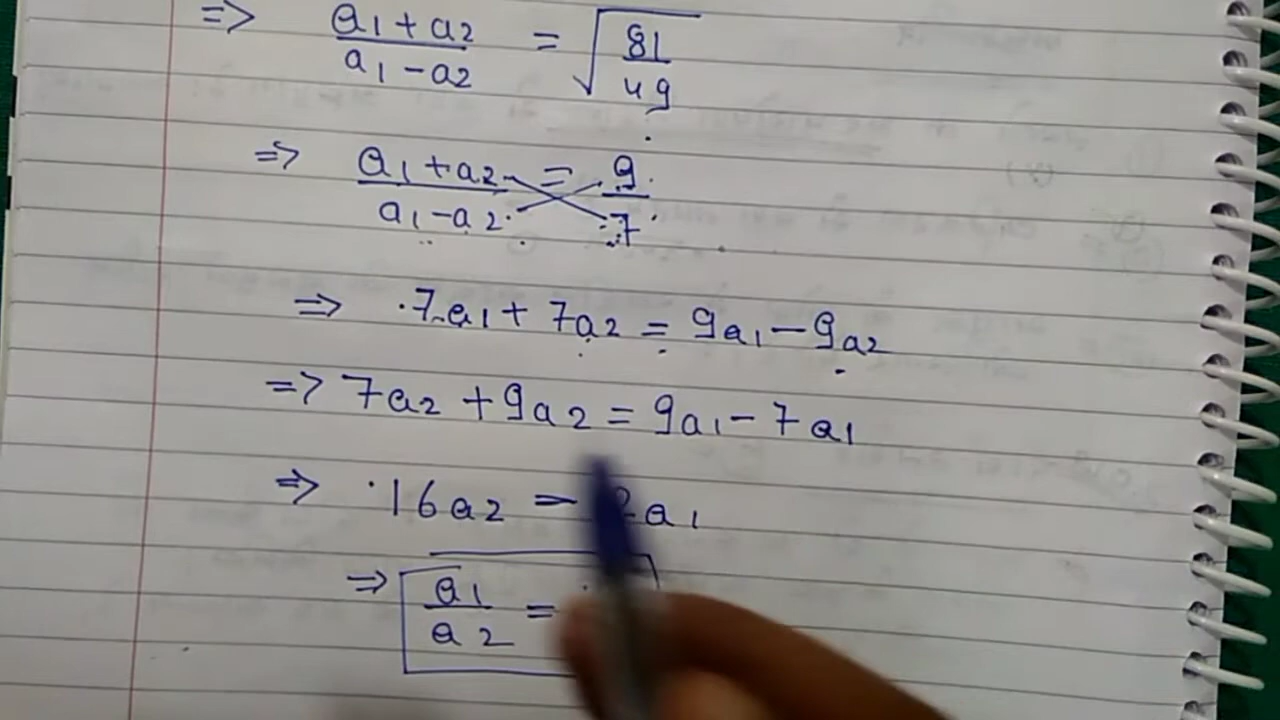 => a1 + a2 / a1 - a2 = √81/49
=> a1 + a2 / a1 - a2 = 9/7
=> 7a1 + 7a2 = 9a1 - 9a2
=> 7a2 + 9a2 = 9a1 - 7a1
=> 16a2 = 2a1
=> a1/a2 =